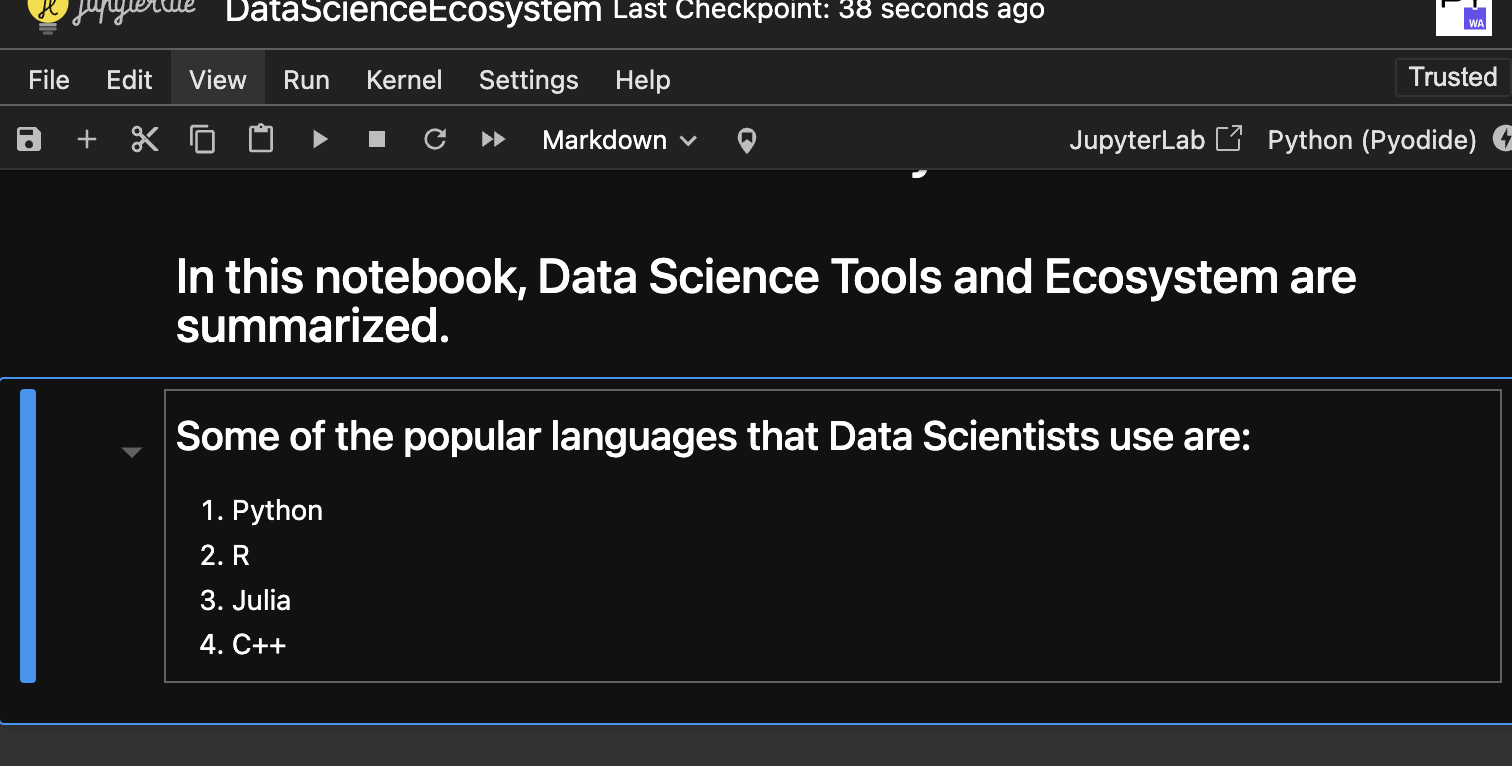 DataScienceEcosystem Last Checkpoint: 38 seconds ago
WA
File Edit View Run Kernel Settings Help Trusted
Markdown JupyterLab Python (Pyodide)
In this notebook, Data Science Tools and Ecosystem are
summarized.
Some of the popular languages that Data Scientists use are:
1. Python
2. R
3. Julia
4. C++